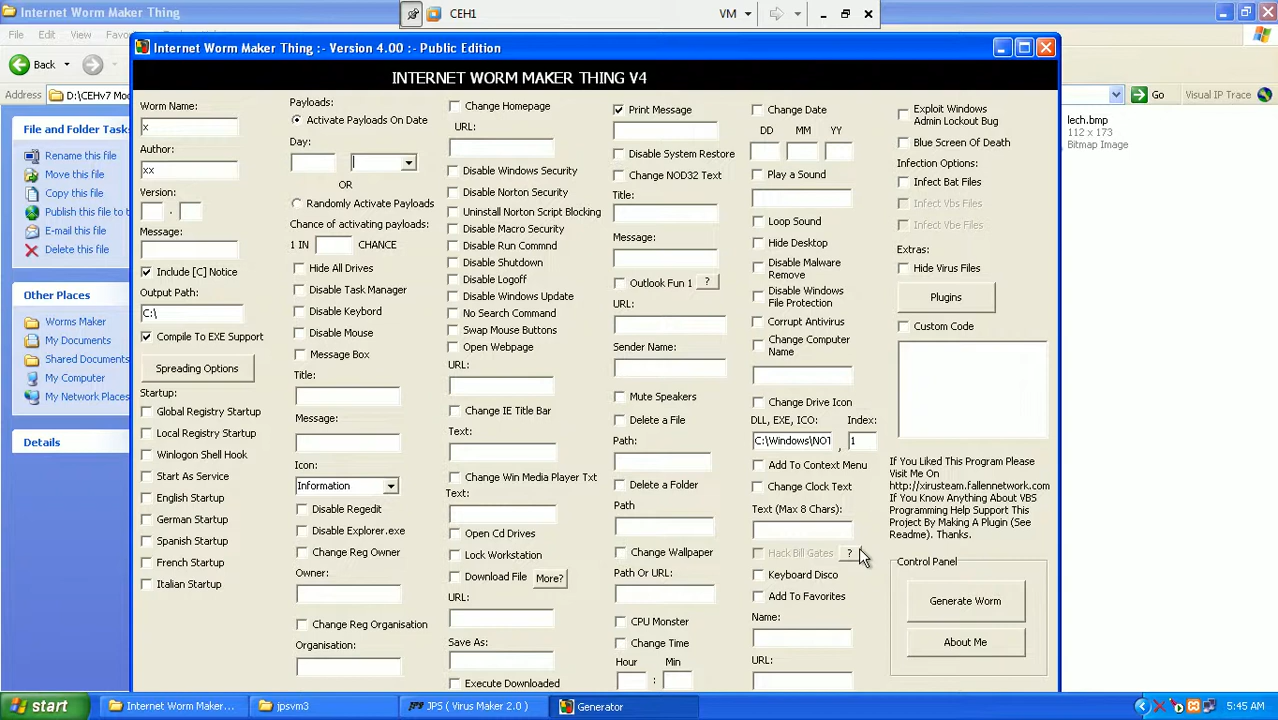 Internet Worm Maker Thing
CEH1
VM
File Edit View Favo
Back
Address D:\CEHv7 Mod
Go
Visual IP Trace
Internet Worm Maker Thing :- Version 4.00 :- Public Edition
INTERNET WORM MAKER THING V4
File and Folder Tasks
Rename this file
Move this file
Copy this file
Publish this file to t
E-mail this file
Delete this file
Other Places
Worms Maker
My Documents
Shared Documents
My Computer
My Network Places
Details
Worm Name:
x
Author:
xx
Version:
.
Message:
Include [C] Notice
Output Path:
C:\
Compile To EXE Support
Spreading Options
Startup:
Global Registry Startup
Local Registry Startup
Winlogon Shell Hook
Start As Service
English Startup
German Startup
Spanish Startup
French Startup
Italian Startup
Payloads:
Activate Payloads On Date
Day:
OR
Randomly Activate Payloads
Chance of activating payloads:
1 IN CHANCE
Hide All Drives
Disable Task Manager
Disable Keybord
Disable Mouse
Message Box
Title:
Message:
Icon:
Information
Disable Regedit
Disable Explorer.exe
Change Reg Owner
Owner:
Change Reg Organisation
Organisation:
Change Homepage
URL:
Disable Windows Security
Disable Norton Security
Uninstall Norton Script Blocking
Disable Macro Security
Disable Run Commnd
Disable Shutdown
Disable Logoff
Disable Windows Update
No Search Command
Swap Mouse Buttons
Open Webpage
URL:
Change IE Title Bar
Text:
Change Win Media Player Txt
Text:
Open Cd Drives
Lock Workstation
Download File More?
URL:
Save As:
Execute Downloaded
Print Message
Disable System Restore
Change NOD32 Text
Title:
Message:
Outlook Fun 1 ?
URL:
Sender Name:
Mute Speakers
Delete a File
Path:
Delete a Folder
Path
Change Wallpaper
Path Or URL:
CPU Monster
Change Time
Hour Min
:
Change Date
DD MM YY
Play a Sound
Loop Sound
Hide Desktop
Disable Malware
Remove
Disable Windows
File Protection
Corrupt Antivirus
Change Computer
Name
Change Drive Icon
DLL, EXE, ICO: Index:
C:\Windows\NOT , 1
Add To Context Menu
Change Clock Text
Text (Max 8 Chars):
Hack Bill Gates ?
Keyboard Disco
Add To Favorites
Name:
URL:
Exploit Windows
Admin Lockout Bug
Blue Screen Of Death
Infection Options:
Infect Bat Files
Infect Vbs Files
Infect Vbe Files
Extras:
Hide Virus Files
Plugins
Custom Code
If You Liked This Program Please
Visit Me On
http://xirusteam.fallennetwork.com
If You Know Anything About VBS
Programming Help Support This
Project By Making A Plugin (See
Readme). Thanks.
Control Panel
Generate Worm
About Me
lech.bmp
112 x 173
Bitmap Image
start
Internet Worm Maker...
jpsvm3
JPS ( Virus Maker 2.0 )
Generator
5:45 AM